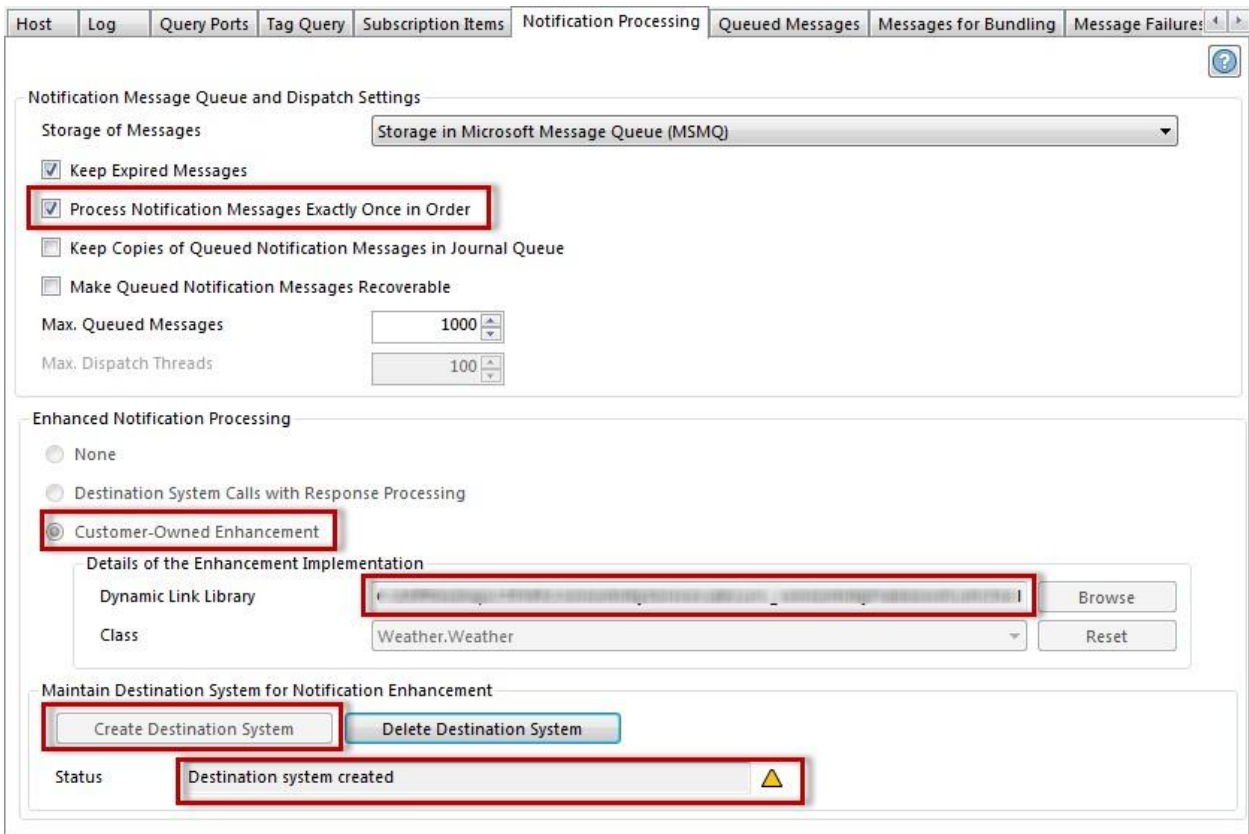 Host Log Query Ports Tag Query Subscription Items Notification Processing Queued Messages Messages for Bundling Message Failures
Notification Message Queue and Dispatch Settings
Storage of Messages Storage in Microsoft Message Queue (MSMQ)
Keep Expired Messages
Process Notification Messages Exactly Once in Order
Keep Copies of Queued Notification Messages in Journal Queue
Make Queued Notification Messages Recoverable
Max. Queued Messages 1000
Max. Dispatch Threads 100
Enhanced Notification Processing
None
Destination System Calls with Response Processing
Customer-Owned Enhancement
Details of the Enhancement Implementation
Dynamic Link Library Browse
Class Weather.Weather Reset
Maintain Destination System for Notification Enhancement
Create Destination System Delete Destination System
Status Destination system created